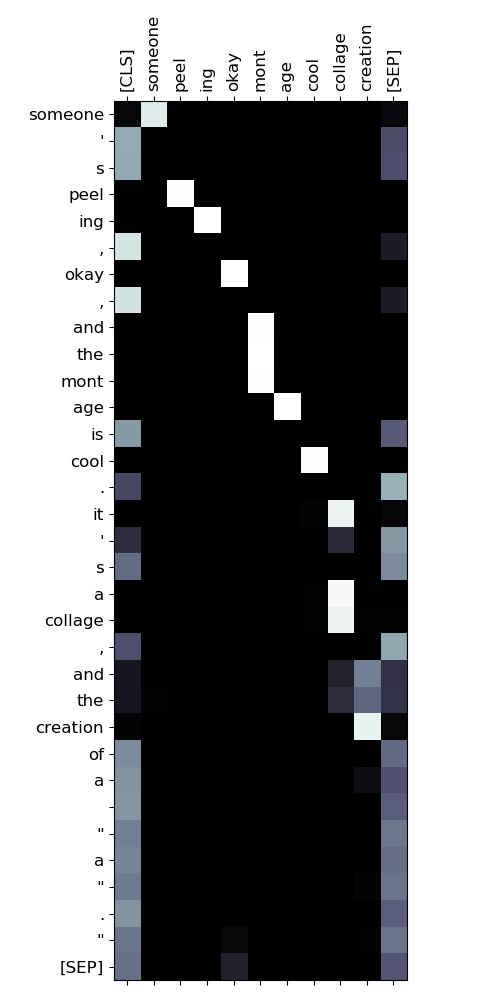 [CLS]
someone
peel
ing
okay
mont
age
cool
collage
creation
[SEP]
someone
'
s
peel
ing
,
okay
,
and
the
mont
age
is
cool
.
it
'
s
a
collage
,
and
the
creation
of
a
"
a
"
.
"
[SEP]